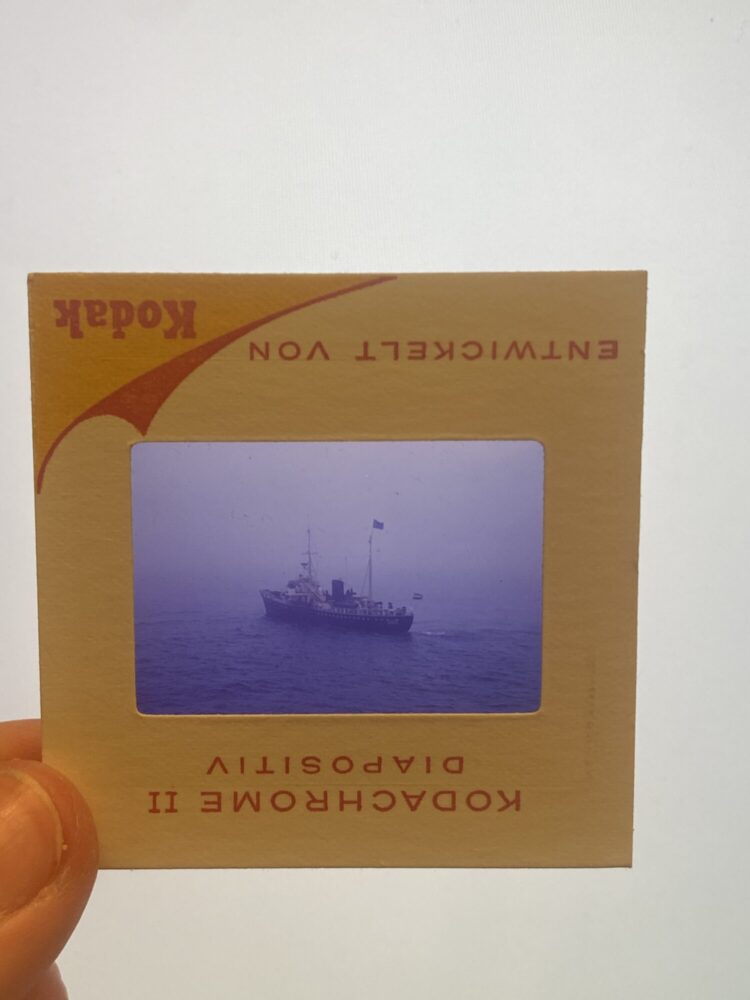 KODACHROME II
DIAPOSITIV
ENTWICKELT VON
Kodak